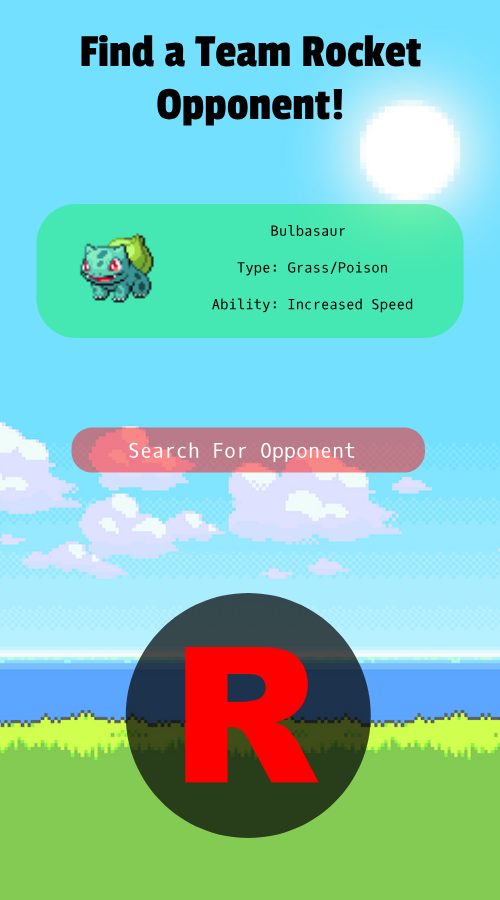 Find a Team Rocket
Opponent!
Bulbasaur
Type: Grass/Poison
Ability: Increased Speed
Search For Opponent
R